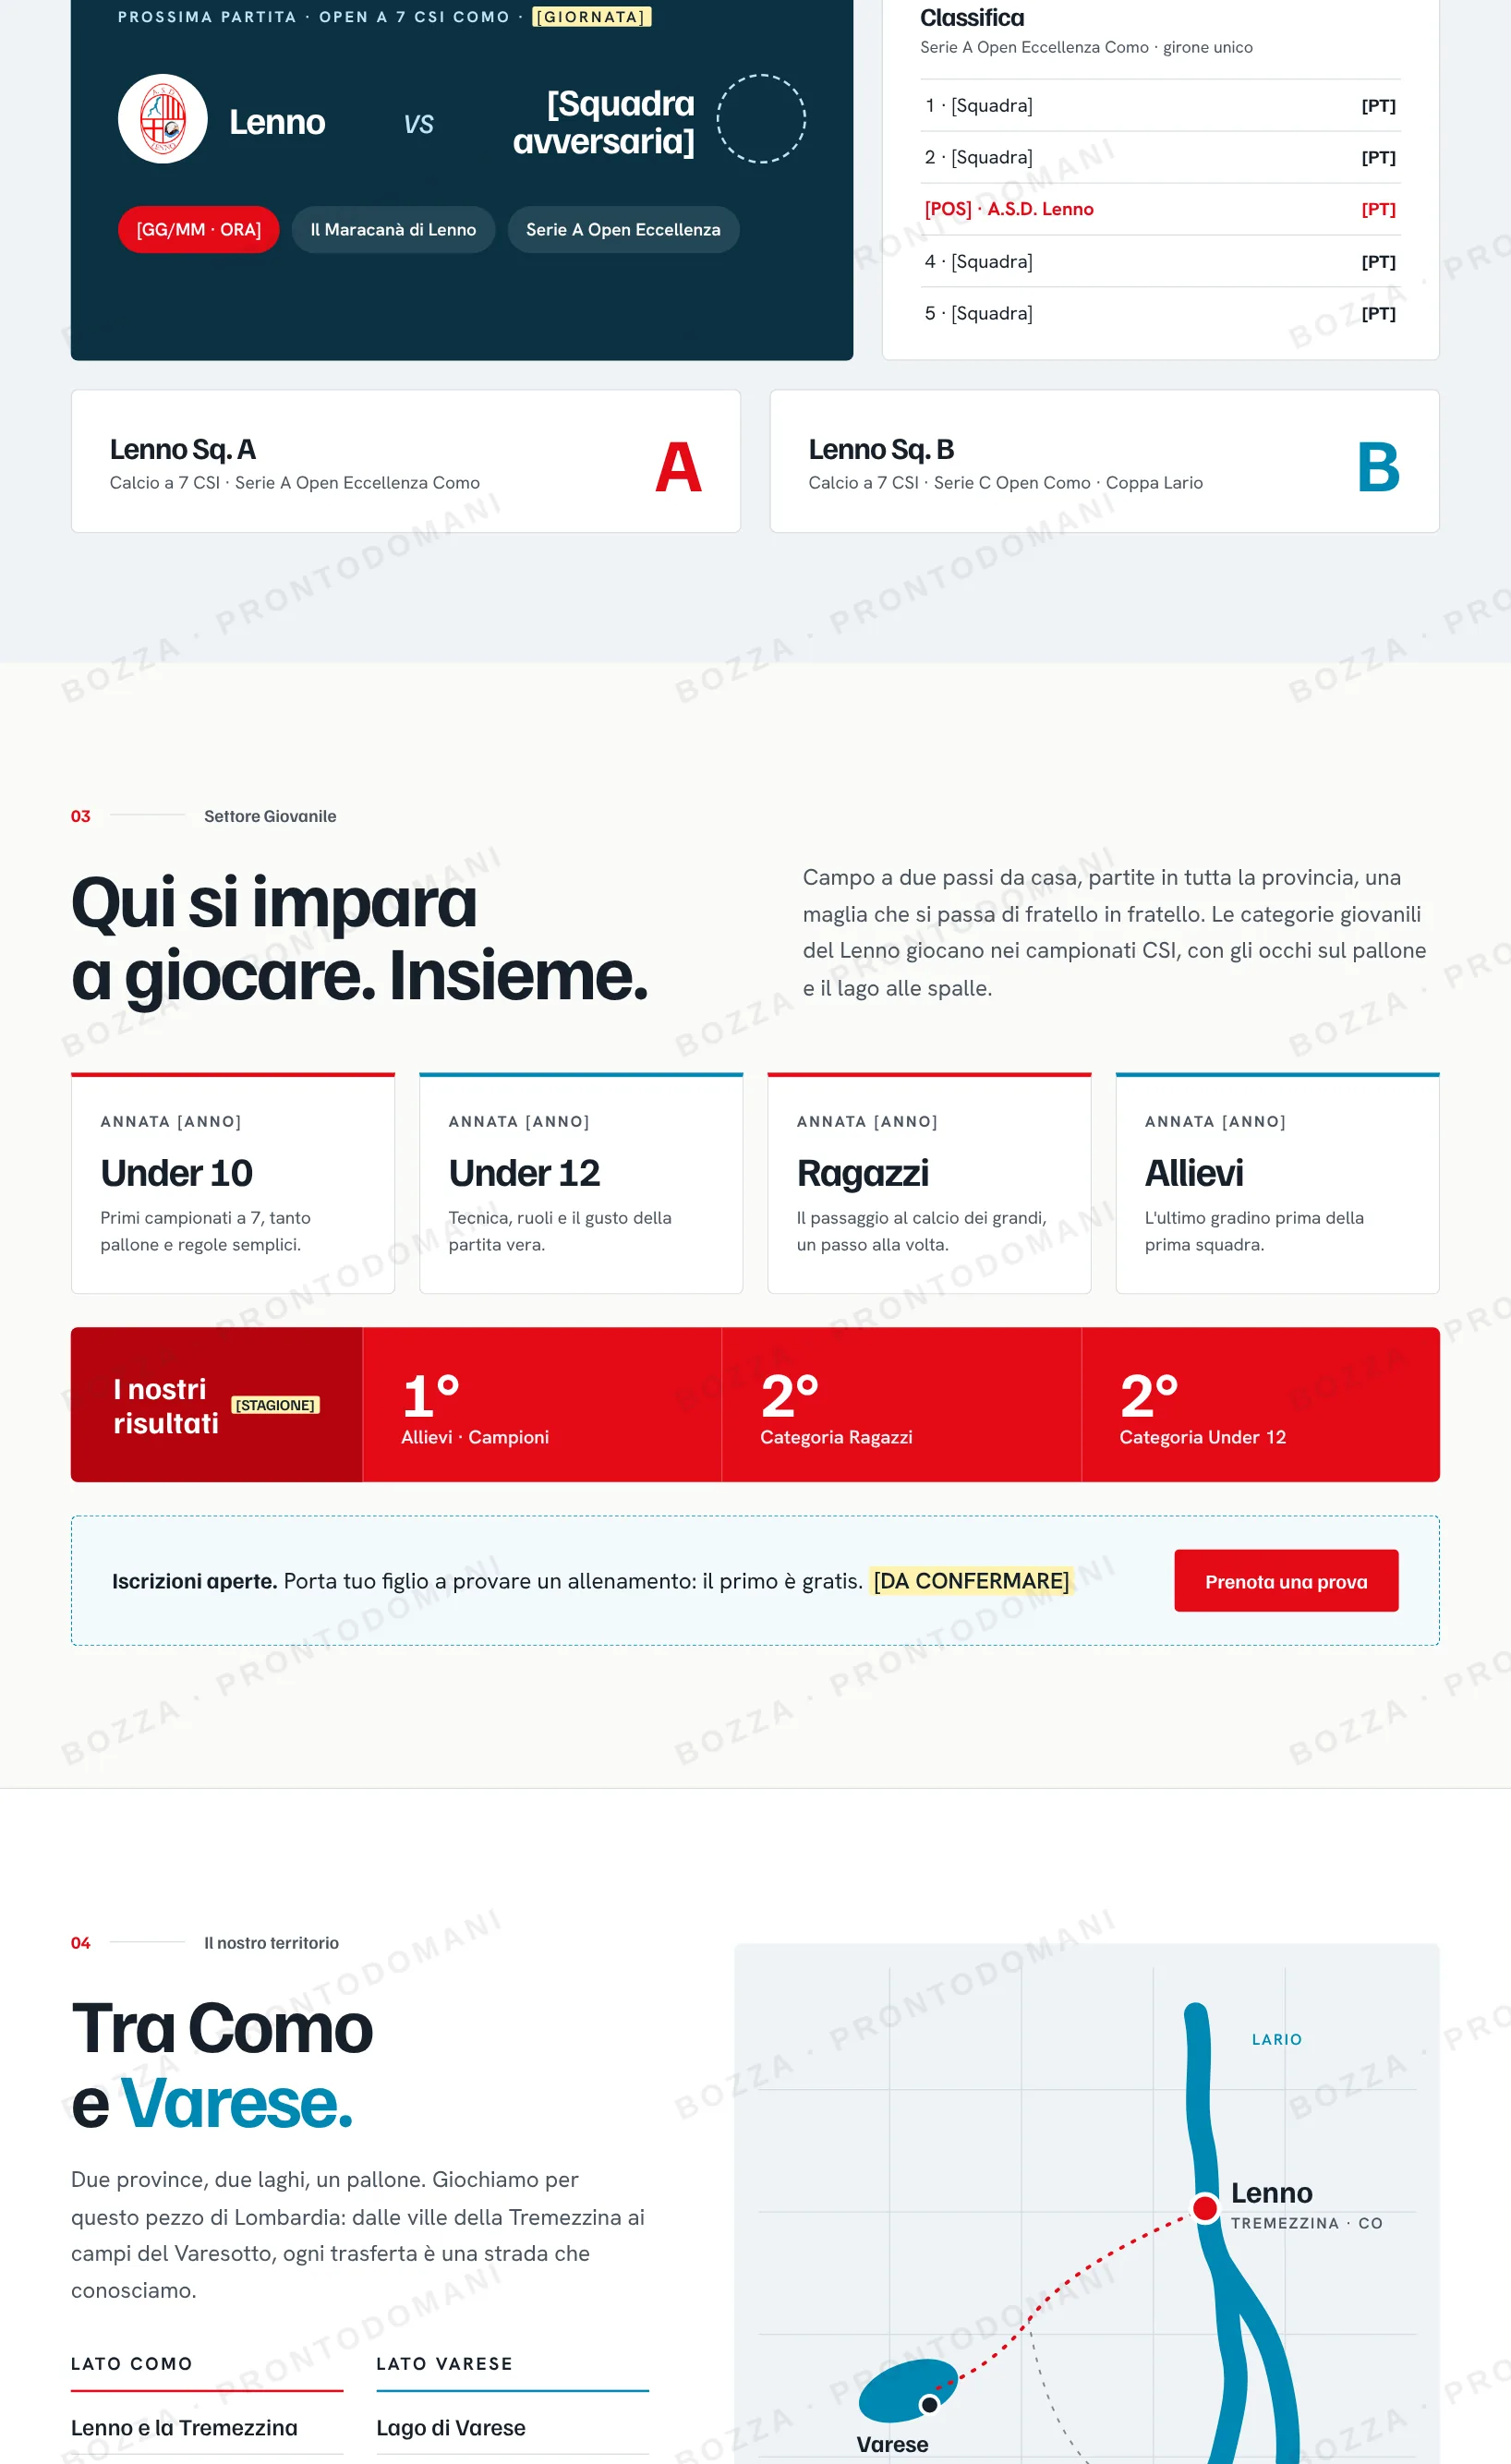 PROSSIMA PARTITA · OPEN A 7 CSI COMO · [GIORNATA]
A.S.D.
LENNO
Lenno
VS
[Squadra
avversaria]
[GG/MM · ORA]
Il Maracanà di Lenno
Serie A Open Eccellenza
Classifica
Serie A Open Eccellenza Como · girone unico
1 · [Squadra] [PT]
2 · [Squadra] [PT]
[POS] · A.S.D. Lenno [PT]
4 · [Squadra] [PT]
5 · [Squadra] [PT]
Lenno Sq. A
Calcio a 7 CSI · Serie A Open Eccellenza Como
A
Lenno Sq. B
Calcio a 7 CSI · Serie C Open Como · Coppa Lario
B
BOZZA · PRONTODOMANI
03
Settore Giovanile
Qui si impara
a giocare. Insieme.
Campo a due passi da casa, partite in tutta la provincia, una
maglia che si passa di fratello in fratello. Le categorie giovanili
del Lenno giocano nei campionati CSI, con gli occhi sul pallone
e il lago alle spalle.
ANNATA [ANNO]
Under 10
Primi campionati a 7, tanto
pallone e regole semplici.
ANNATA [ANNO]
Under 12
Tecnica, ruoli e il gusto della
partita vera.
ANNATA [ANNO]
Ragazzi
Il passaggio al calcio dei grandi,
un passo alla volta.
ANNATA [ANNO]
Allievi
L'ultimo gradino prima della
prima squadra.
I nostri
risultati
[STAGIONE]
1°
Allievi · Campioni
2°
Categoria Ragazzi
2°
Categoria Under 12
Iscrizioni aperte. Porta tuo figlio a provare un allenamento: il primo è gratis. [DA CONFERMARE]
Prenota una prova
04
Il nostro territorio
Tra Como
e Varese.
Due province, due laghi, un pallone. Giochiamo per
questo pezzo di Lombardia: dalle ville della Tremezzina ai
campi del Varesotto, ogni trasferta è una strada che
conosciamo.
LATO COMO
Lenno e la Tremezzina
LATO VARESE
Lago di Varese
LARIO
Lenno
TREMEZZINA · CO
Varese